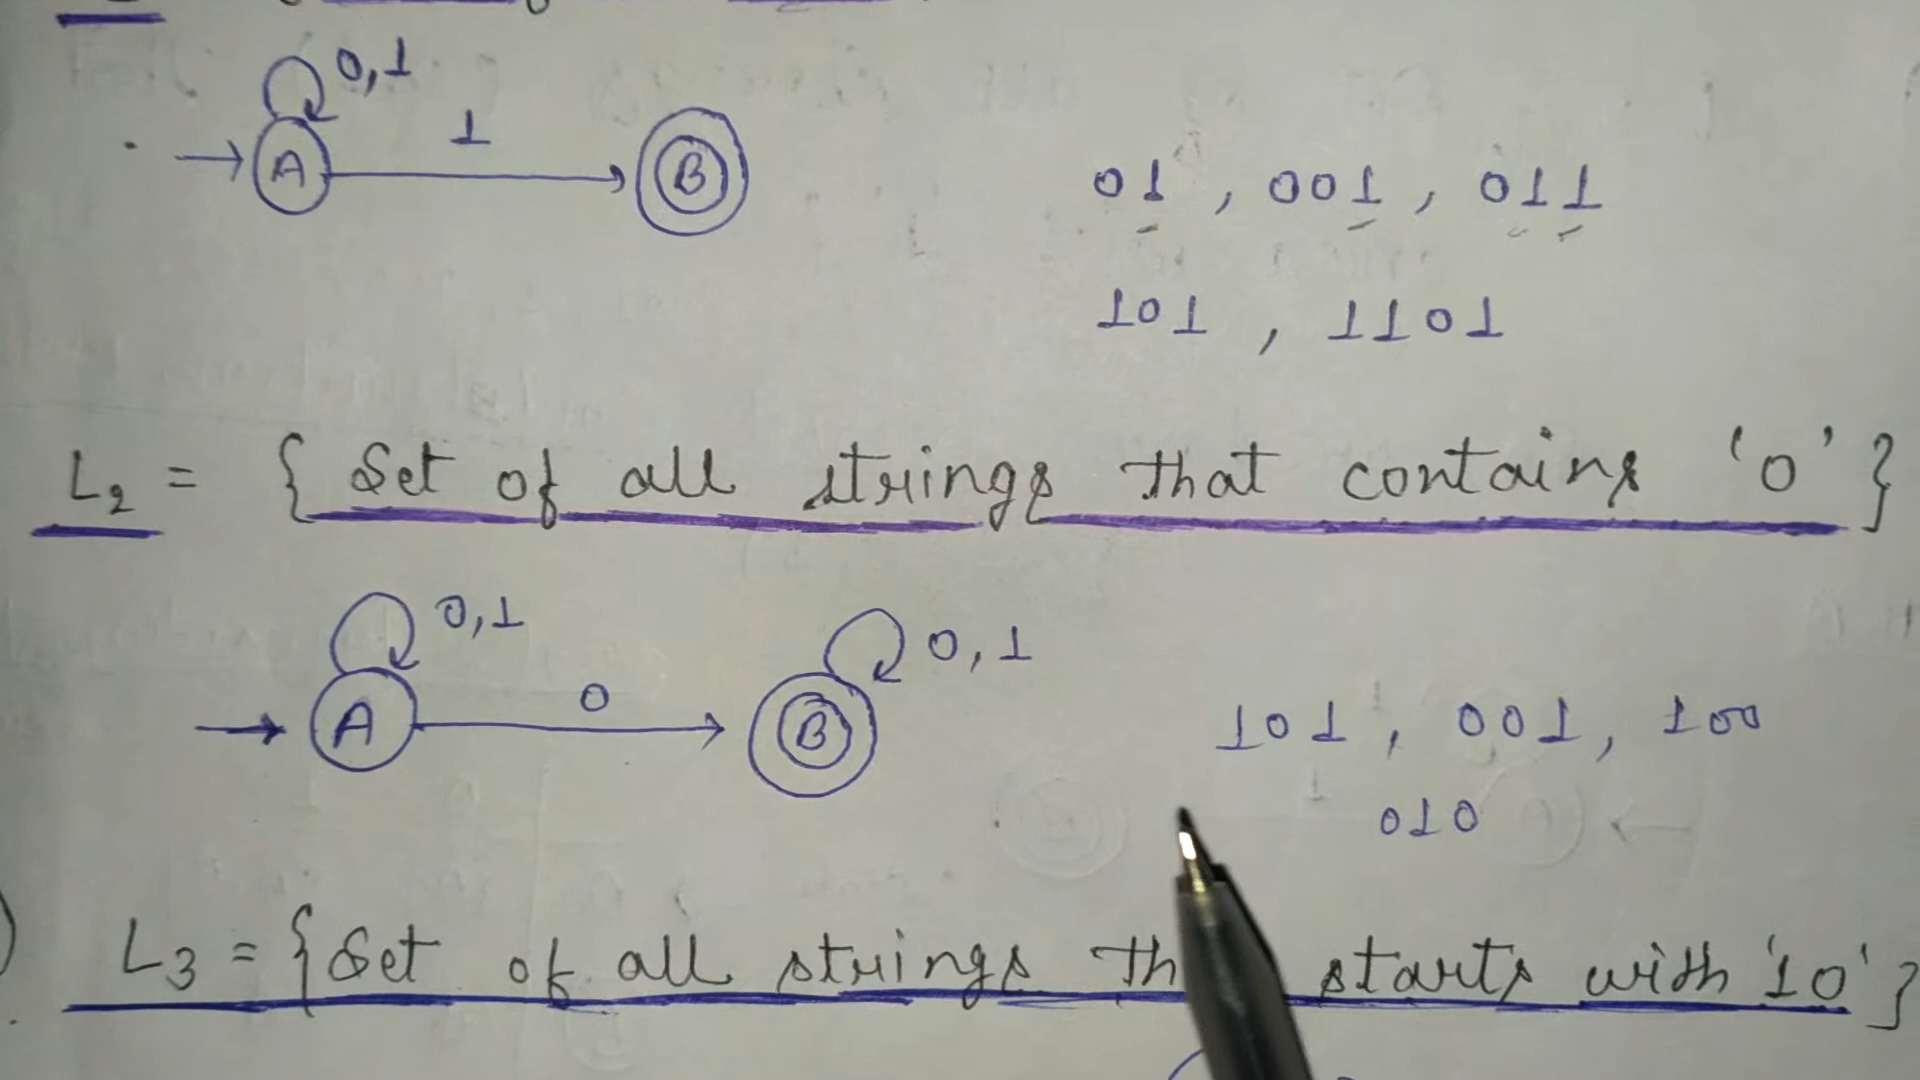 0,1
1
A
B
01 , 001 , 011
101 , 1101
L2 = { Set of all strings that contains '0' }
0,1
0,1
0
A
B
101 , 001 , 100
010
) L3 = { Set of all strings th starts with '10' }